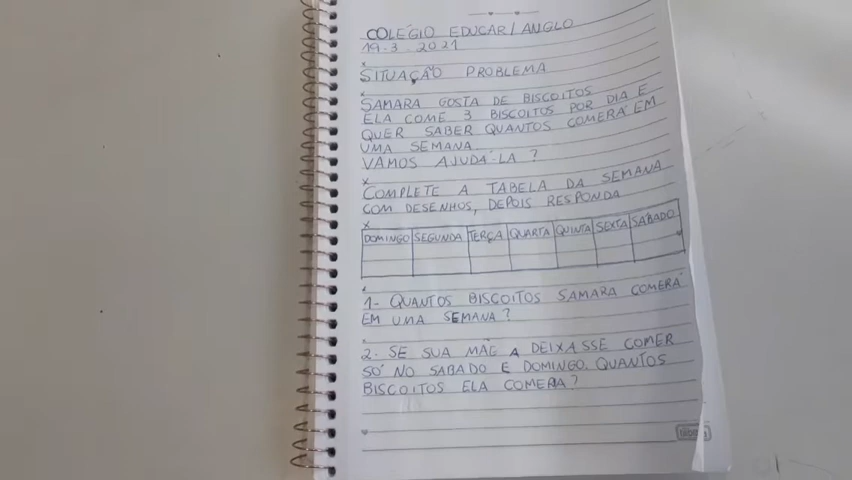 COLÉGIO EDUCAR/ANGLO
19-3-2021
SITUAÇÃO PROBLEMA
SAMARA GOSTA DE BISCOITOS
ELA COME 3 BISCOITOS POR DIA E
QUER SABER QUANTOS COMERÁ EM
UMA SEMANA.
VAMOS AJUDÁ-LA?
COMPLETE A TABELA DA SEMANA
COM DESENHOS, DEPOIS RESPONDA
DOMINGO SEGUNDA TERÇA QUARTA QUINTA SEXTA SÁBADO
1- QUANTOS BISCOITOS SAMARA COMERÁ
EM UMA SEMANA?
2- SE SUA MÃE A DEIXASSE COMER
SÓ NO SABADO E DOMINGO. QUANTOS
BISCOITOS ELA COMERIA?